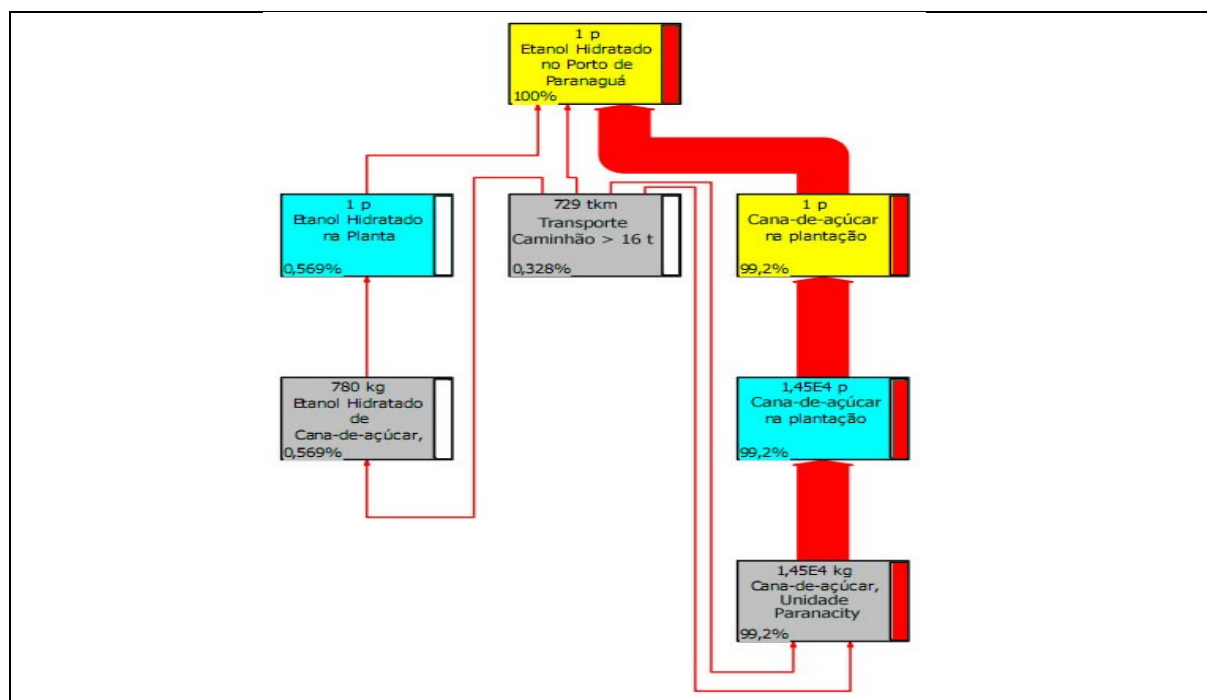 1 p
Etanol Hidratado
no Porto de
Paranaguá
100%
1 p
Etanol Hidratado
na Planta
0,569%
729 tkm
Transporte
Caminhão > 16 t
0,328%
1 p
Cana-de-açúcar
na plantação
99,2%
780 kg
Etanol Hidratado
de
Cana-de-açúcar,
0,569%
1,45E4 p
Cana-de-açúcar
na plantação
99,2%
1,45E4 kg
Cana-de-açúcar,
Unidade
Paranacity
99,2%